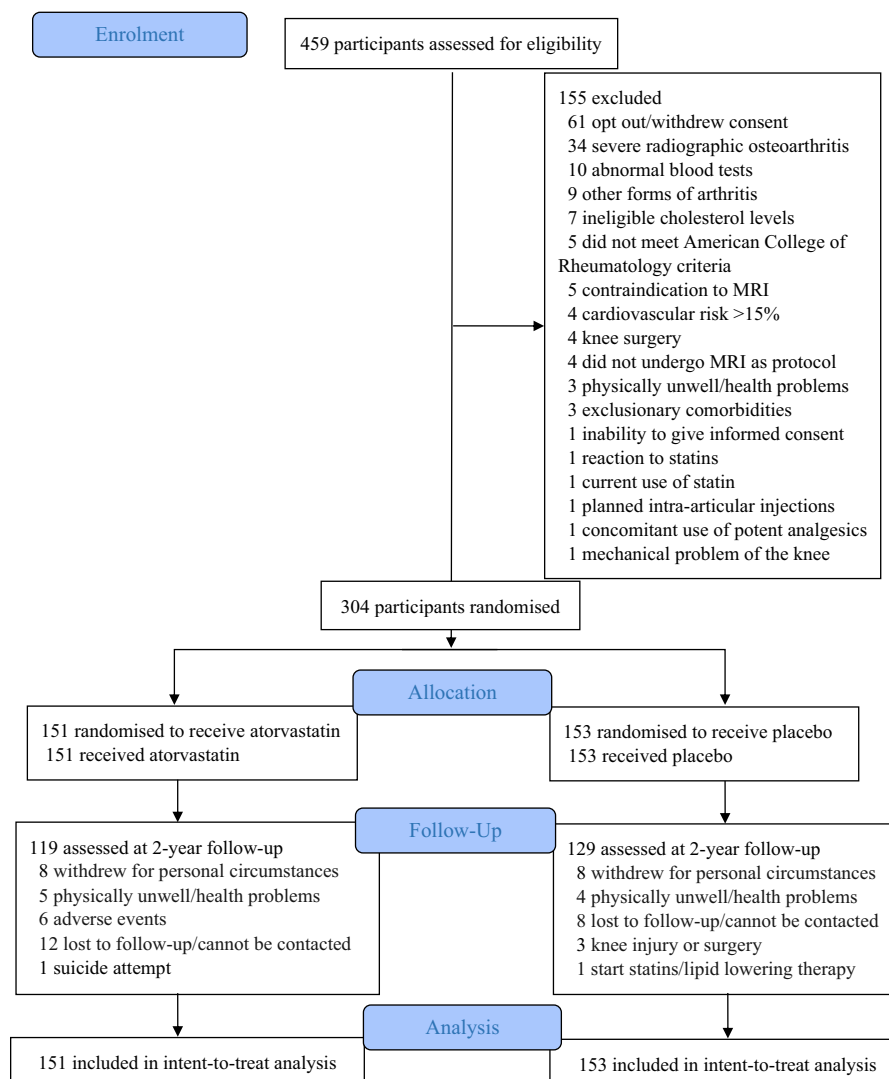 Enrolment
459 participants assessed for eligibility
155 excluded
61 opt out/withdrew consent
34 severe radiographic osteoarthritis
10 abnormal blood tests
9 other forms of arthritis
7 ineligible cholesterol levels
5 did not meet American College of
Rheumatology criteria
5 contraindication to MRI
4 cardiovascular risk >15%
4 knee surgery
4 did not undergo MRI as protocol
3 physically unwell/health problems
3 exclusionary comorbidities
1 inability to give informed consent
1 reaction to statins
1 current use of statin
1 planned intra-articular injections
1 concomitant use of potent analgesics
1 mechanical problem of the knee
304 participants randomised
Allocation
151 randomised to receive atorvastatin
151 received atorvastatin
153 randomised to receive placebo
153 received placebo
Follow-Up
119 assessed at 2-year follow-up
8 withdrew for personal circumstances
5 physically unwell/health problems
6 adverse events
12 lost to follow-up/cannot be contacted
1 suicide attempt
129 assessed at 2-year follow-up
8 withdrew for personal circumstances
4 physically unwell/health problems
8 lost to follow-up/cannot be contacted
3 knee injury or surgery
1 start statins/lipid lowering therapy
Analysis
151 included in intent-to-treat analysis
153 included in intent-to-treat analysis